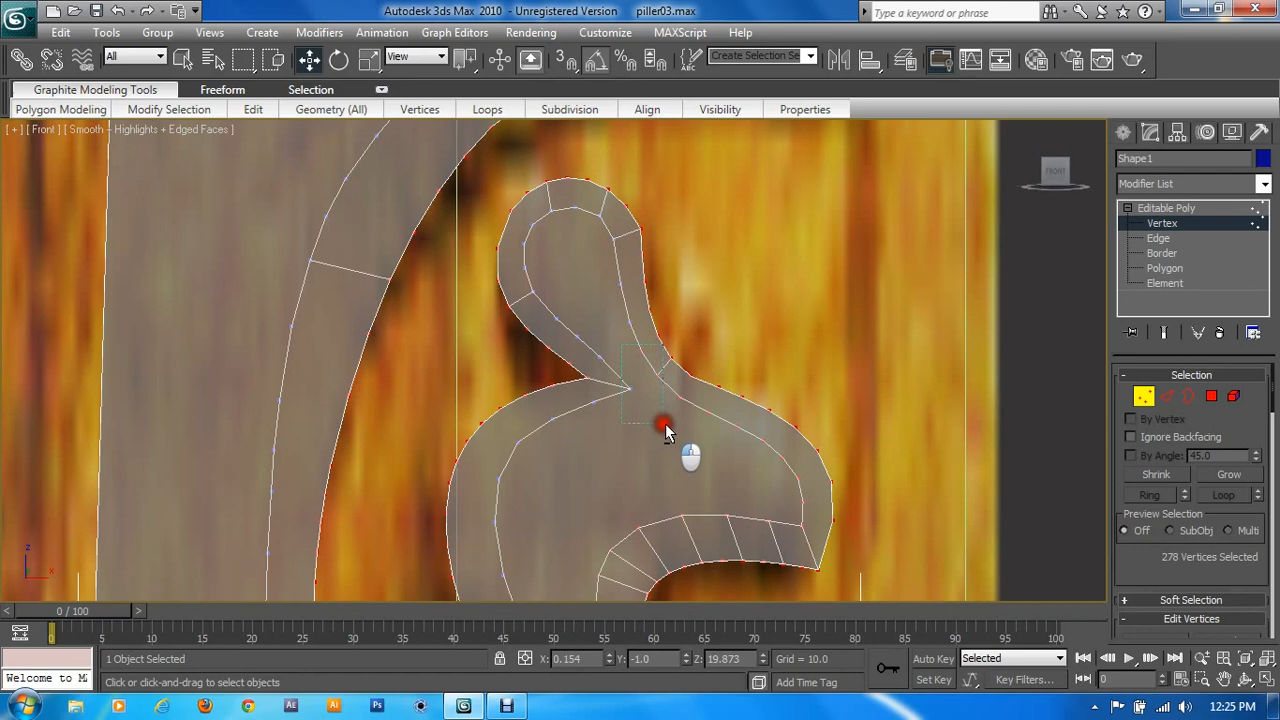 Autodesk 3ds Max 2010 - Unregistered Version piller03.max
Type a keyword or phrase
Edit Tools Group Views Create Modifiers Animation Graph Editors Rendering Customize MAXScript Help
All View Create Selection Se
Graphite Modeling Tools Freeform Selection
Polygon Modeling Modify Selection Edit Geometry (All) Vertices Loops Subdivision Align Visibility Properties
[ + ] [ Front ] [ Smooth + Highlights + Edged Faces ]
FRONT
Shape1
Modifier List
Editable Poly
Vertex
Edge
Border
Polygon
Element
Selection
By Vertex
Ignore Backfacing
By Angle: 45.0
Shrink Grow
Ring Loop
Preview Selection
Off SubObj Multi
278 Vertices Selected
Soft Selection
Edit Vertices
z
x
0 / 100
0 5 10 15 20 25 30 35 40 45 50 55 60 65 70 75 80 85 90 95 100
1 Object Selected X: 0.154 Y: -1.0 Z: 19.873 Grid = 10.0 Auto Key Selected
Welcome to M Click or click-and-drag to select objects Add Time Tag Set Key Key Filters... 0
12:25 PM